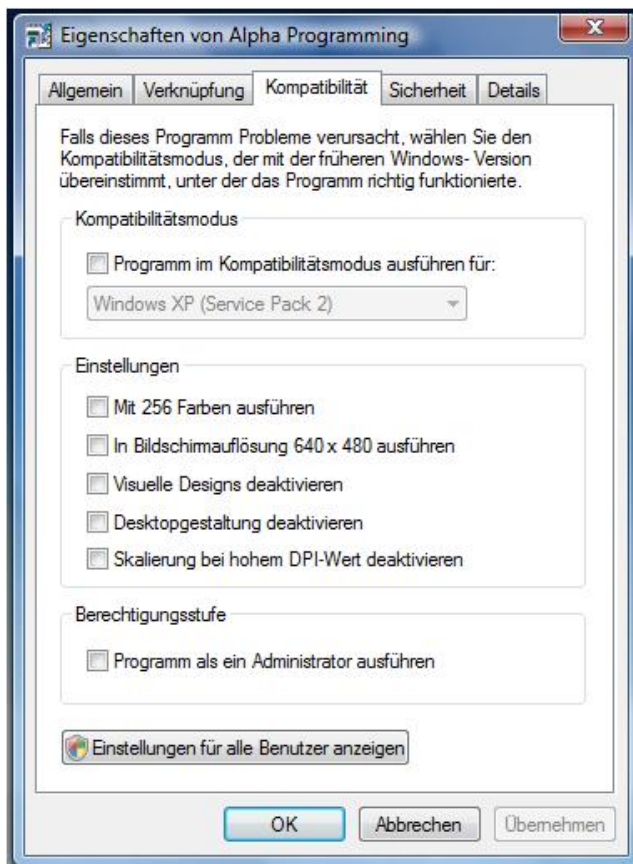 Eigenschaften von Alpha Programming
Allgemein Verknüpfung Kompatibilität Sicherheit Details
Falls dieses Programm Probleme verursacht, wählen Sie den
Kompatibilitätsmodus, der mit der früheren Windows- Version
übereinstimmt, unter der das Programm richtig funktionierte.
Kompatibilitätsmodus
Programm im Kompatibilitätsmodus ausführen für:
Windows XP (Service Pack 2)
Einstellungen
Mit 256 Farben ausführen
In Bildschirmauflösung 640 x 480 ausführen
Visuelle Designs deaktivieren
Desktopgestaltung deaktivieren
Skalierung bei hohem DPI-Wert deaktivieren
Berechtigungsstufe
Programm als ein Administrator ausführen
Einstellungen für alle Benutzer anzeigen
OK Abbrechen Übernehmen